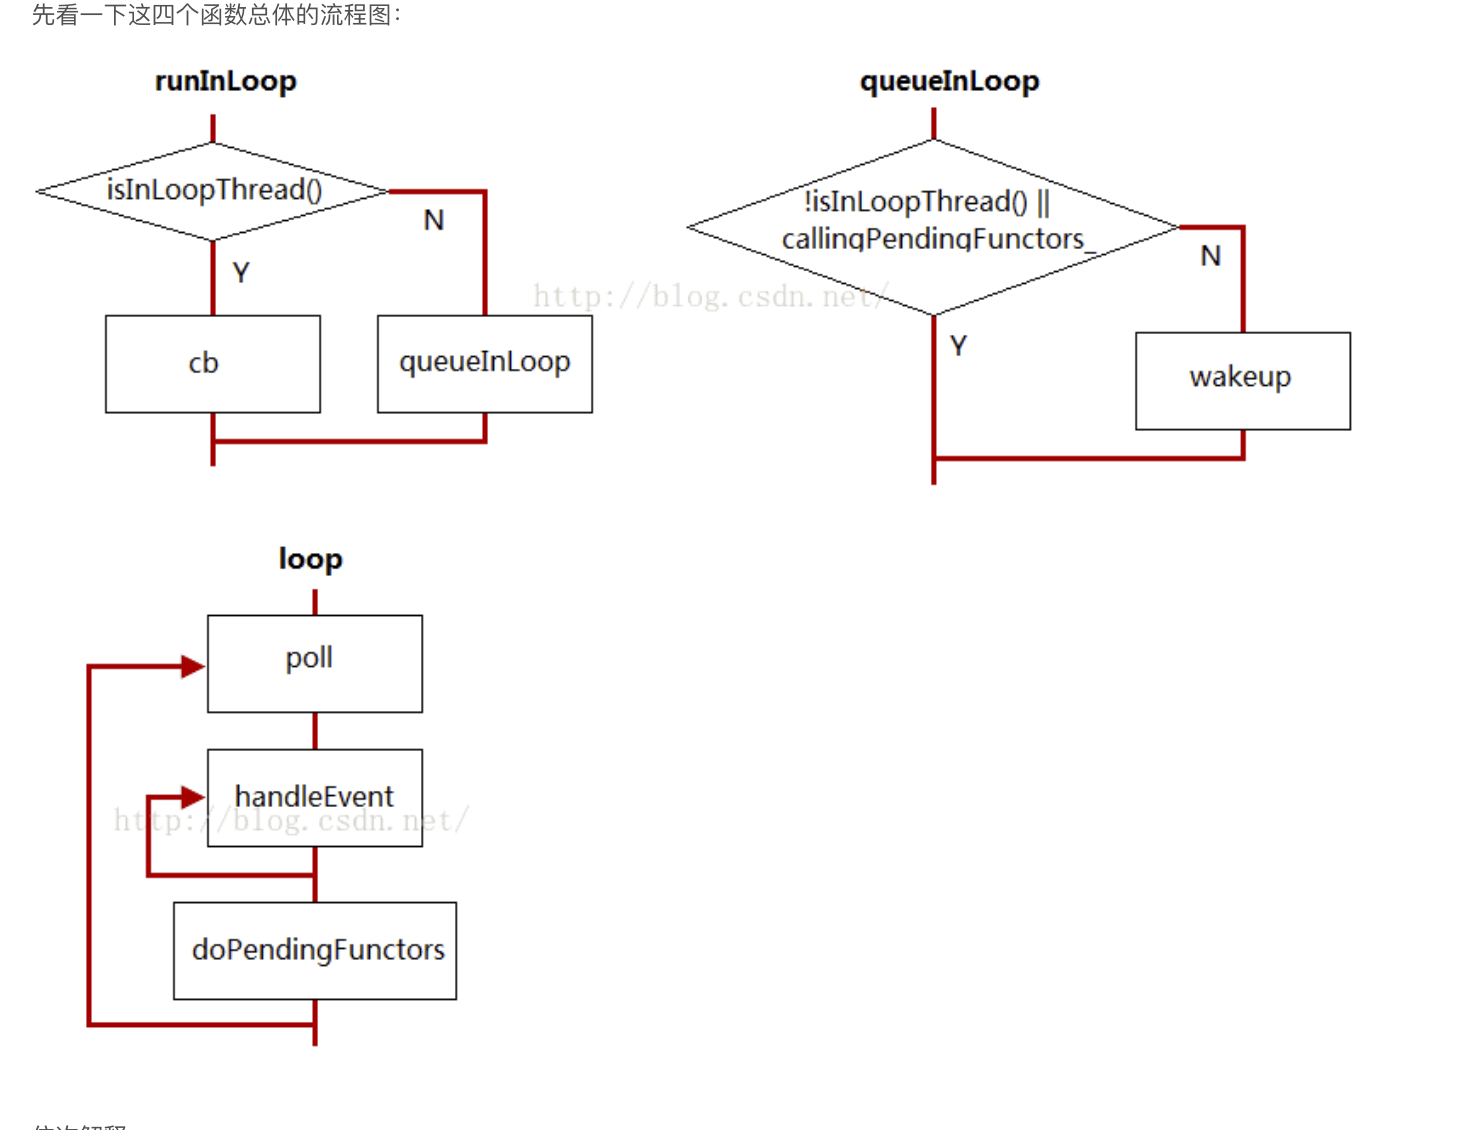 先看一下这四个函数总体的流程图：
runInLoop
queueInLoop
isInLoopThread()
N
Y
cb
queueInLoop
!isInLoopThread() ||
callingPendingFunctors_
N
Y
wakeup
http://blog.csdn.net/
loop
poll
handleEvent
http://blog.csdn.net/
doPendingFunctors